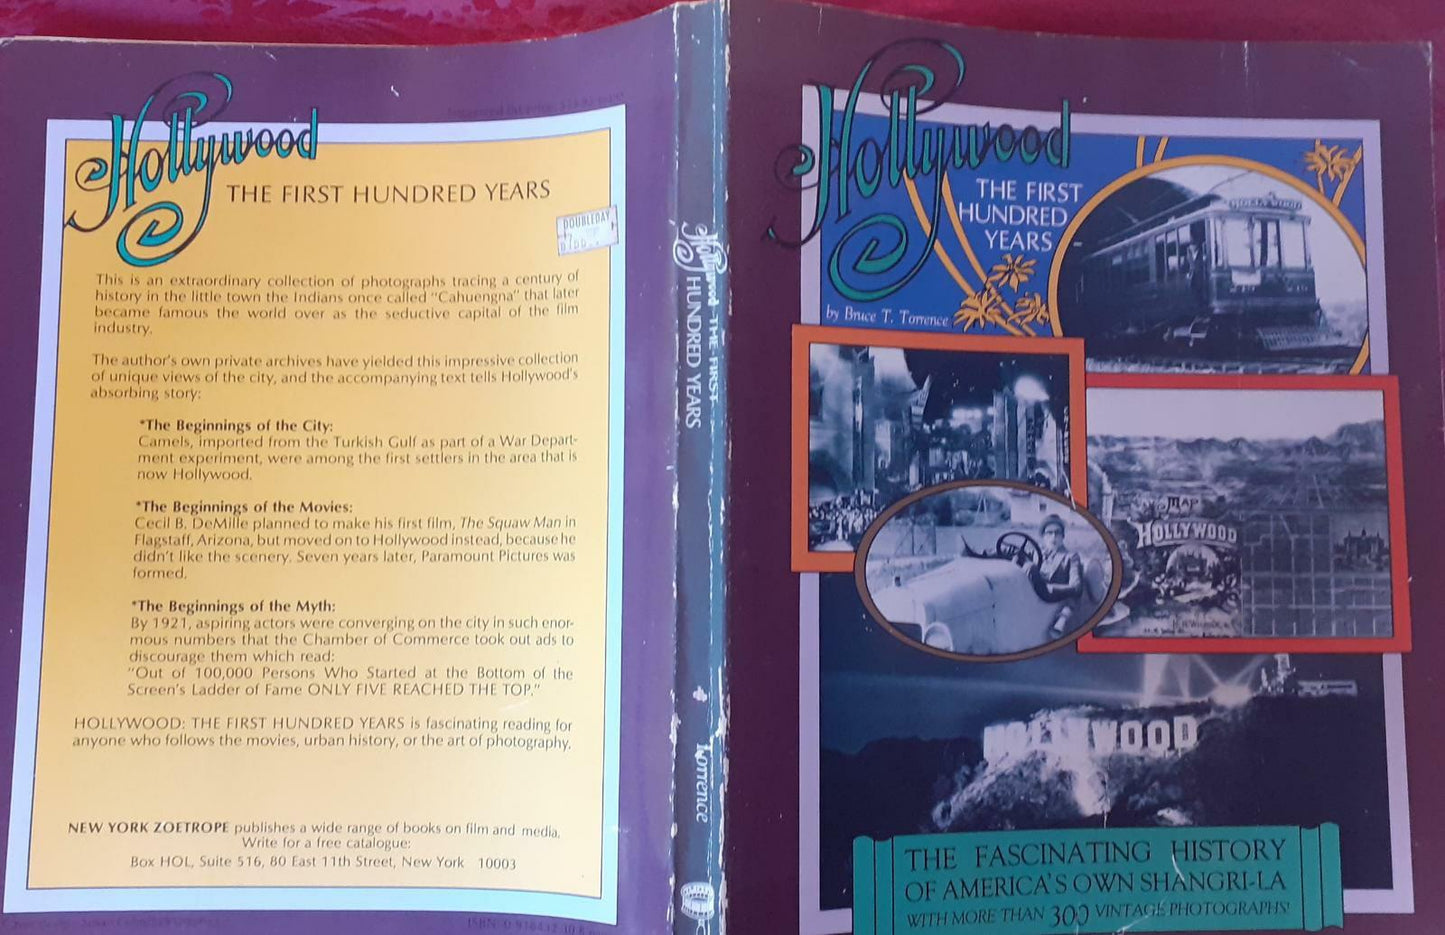 Hollywood
THE FIRST HUNDRED YEARS
DOUBLEDAY
This is an extraordinary collection of photographs tracing a century of
history in the little town the Indians once called "Cahuengna" that later
became famous the world over as the seductive capital of the film
industry.
The author's own private archives have yielded this impressive collection
of unique views of the city, and the accompanying text tells Hollywood's
absorbing story:
*The Beginnings of the City:
Camels, imported from the Turkish Gulf as part of a War Depart-
ment experiment, were among the first settlers in the area that is
now Hollywood.
*The Beginnings of the Movies:
Cecil B. DeMille planned to make his first film, The Squaw Man in
Flagstaff, Arizona, but moved on to Hollywood instead, because he
didn't like the scenery. Seven years later, Paramount Pictures was
formed.
*The Beginnings of the Myth:
By 1921, aspiring actors were converging on the city in such enor-
mous numbers that the Chamber of Commerce took out ads to
discourage them which read:
"Out of 100,000 Persons Who Started at the Bottom of the
Screen's Ladder of Fame ONLY FIVE REACHED THE TOP."
HOLLYWOOD: THE FIRST HUNDRED YEARS is fascinating reading for
anyone who follows the movies, urban history, or the art of photography.
NEW YORK ZOETROPE publishes a wide range of books on film and media.
Write for a free catalogue:
Box HOL, Suite 516, 80 East 11th Street, New York 10003
Hollywood THE FIRST
HUNDRED YEARS
Torrence
Hollywood
THE FIRST
HUNDRED
YEARS
by Bruce T. Torrence
HOLLYWOOD
MAP
HOLLYWOOD
HOLLYWOOD
THE FASCINATING HISTORY
OF AMERICA'S OWN SHANGRI-LA
WITH MORE THAN 300 VINTAGE PHOTOGRAPHS!